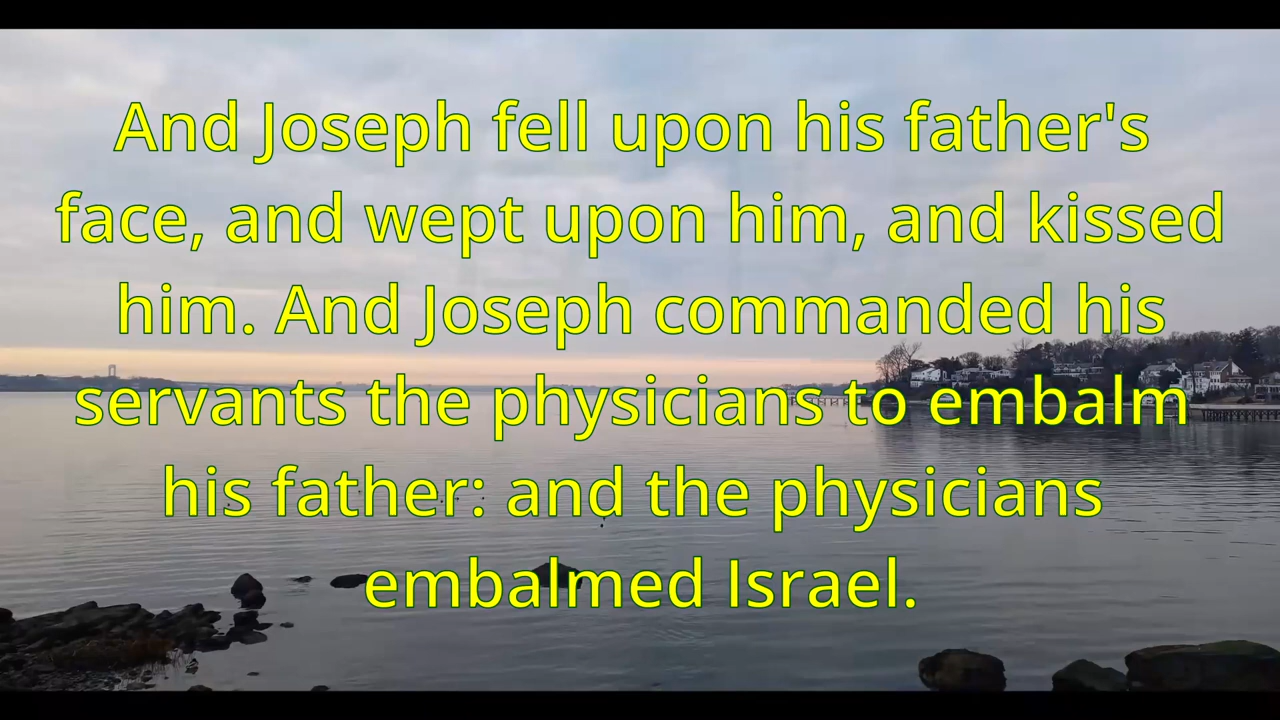 And Joseph fell upon his father's
face, and wept upon him, and kissed
him. And Joseph commanded his
servants the physicians to embalm
his father: and the physicians
embalmed Israel.